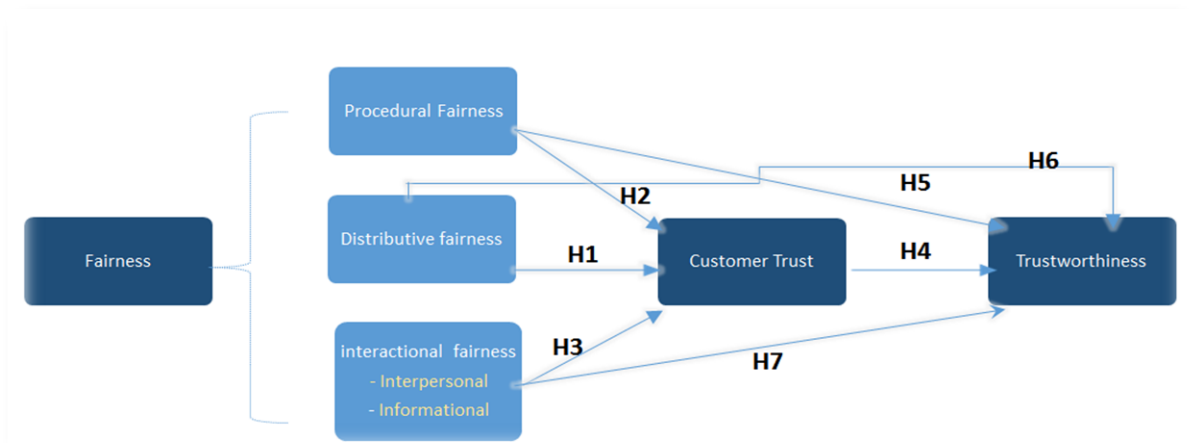 Procedural Fairness
H6
H5
H2
Distributive fairness
H1
Fairness
Customer Trust
H4
Trustworthiness
interactional fairness
- Interpersonal
- Informational
H3
H7